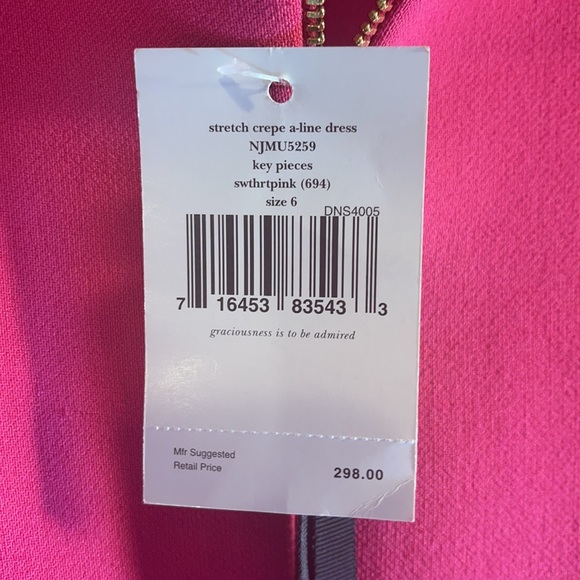 stretch crepe a-line dress
NJMU5259
key pieces
swthrtpink (694)
size 6
DNS4005
7 16453 83543 3
graciousness is to be admired
Mfr Suggested
Retail Price
298.00